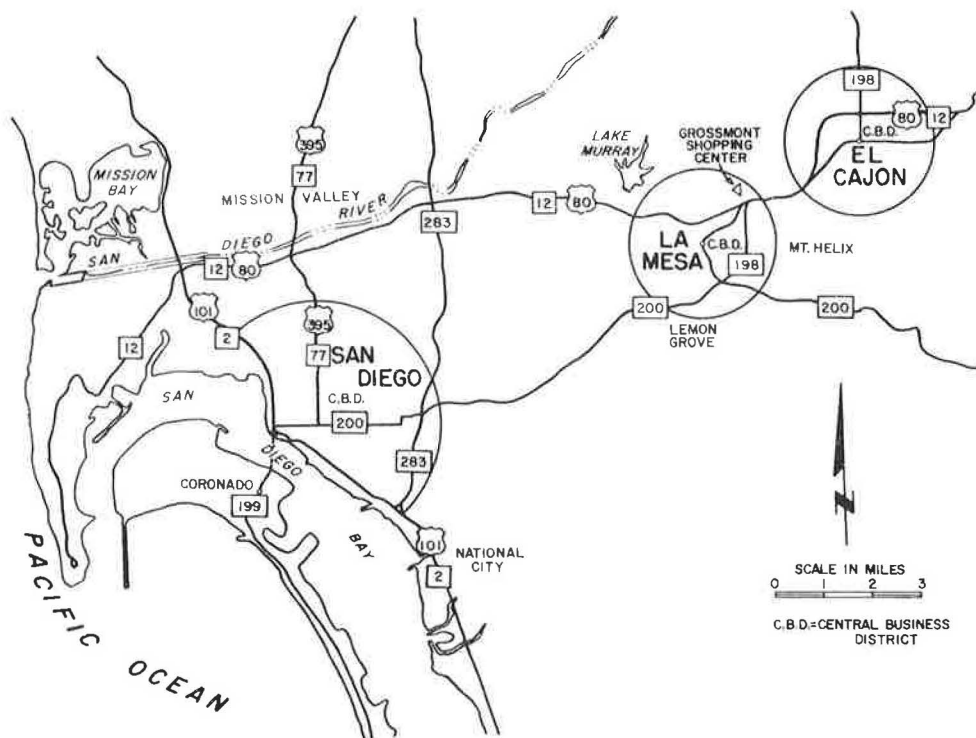 198
80
12
C.B.D.
EL
CAJON
GROSSMONT
SHOPPING
CENTER
LAKE
MURRAY
395
77
MISSION
BAY
MISSION VALLEY
RIVER
DIEGO
SAN
12
80
283
12
80
LA
MESA
C.B.D.
198
MT. HELIX
200
LEMON
GROVE
200
101
2
12
395
77
SAN
DIEGO
C.B.D.
200
SAN
DIEGO
BAY
283
CORONADO
199
101
2
NATIONAL
CITY
PACIFIC OCEAN
N
SCALE IN MILES
0 1 2 3
C.B.D.=CENTRAL BUSINESS
DISTRICT